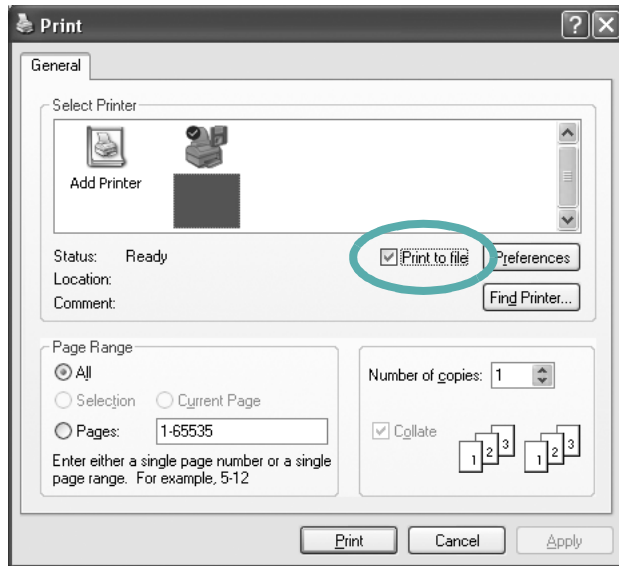 Print
General
Select Printer
Add Printer
Status: Ready
Print to file
Preferences
Location:
Comment:
Find Printer...
Page Range
All
Selection Current Page
Pages: 1-65535
Enter either a single page number or a single
page range. For example, 5-12
Number of copies: 1
Collate
1 2 3 1 2 3
Print Cancel Apply